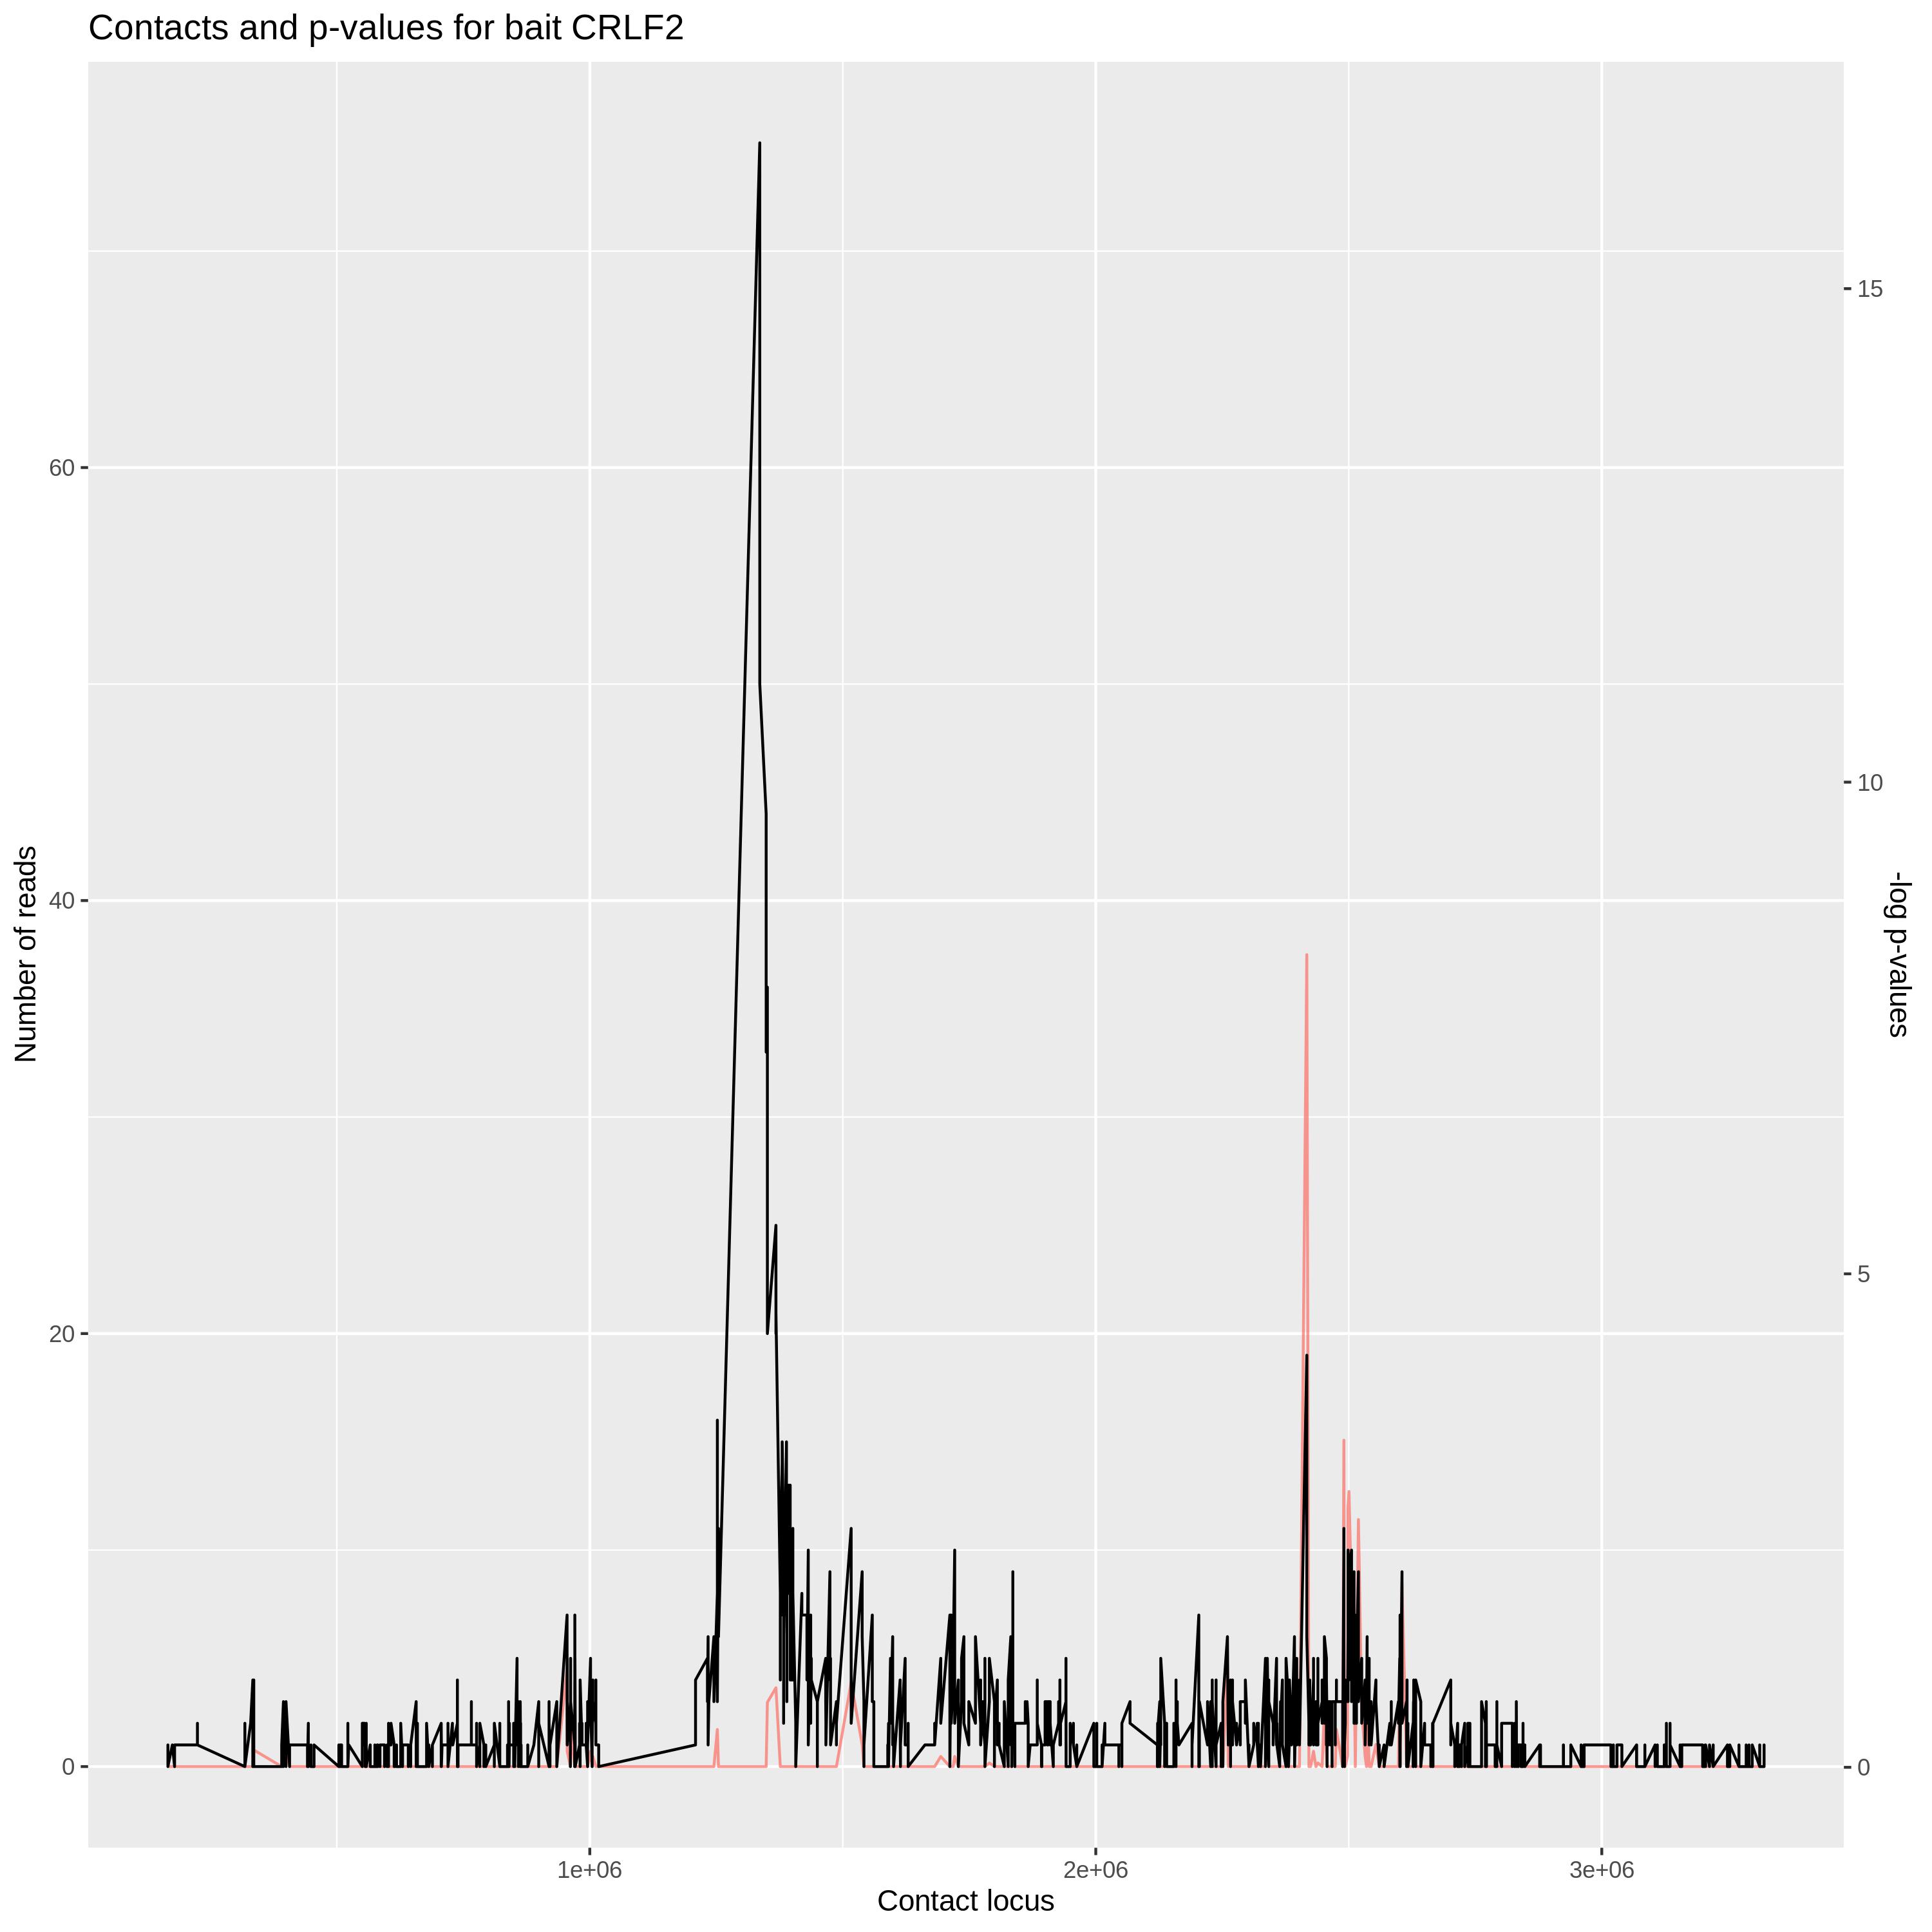 Contacts and p-values for bait CRLF2
Number of reads
60
40
20
0
15
10
5
0
-log p-values
1e+06 2e+06 3e+06
Contact locus